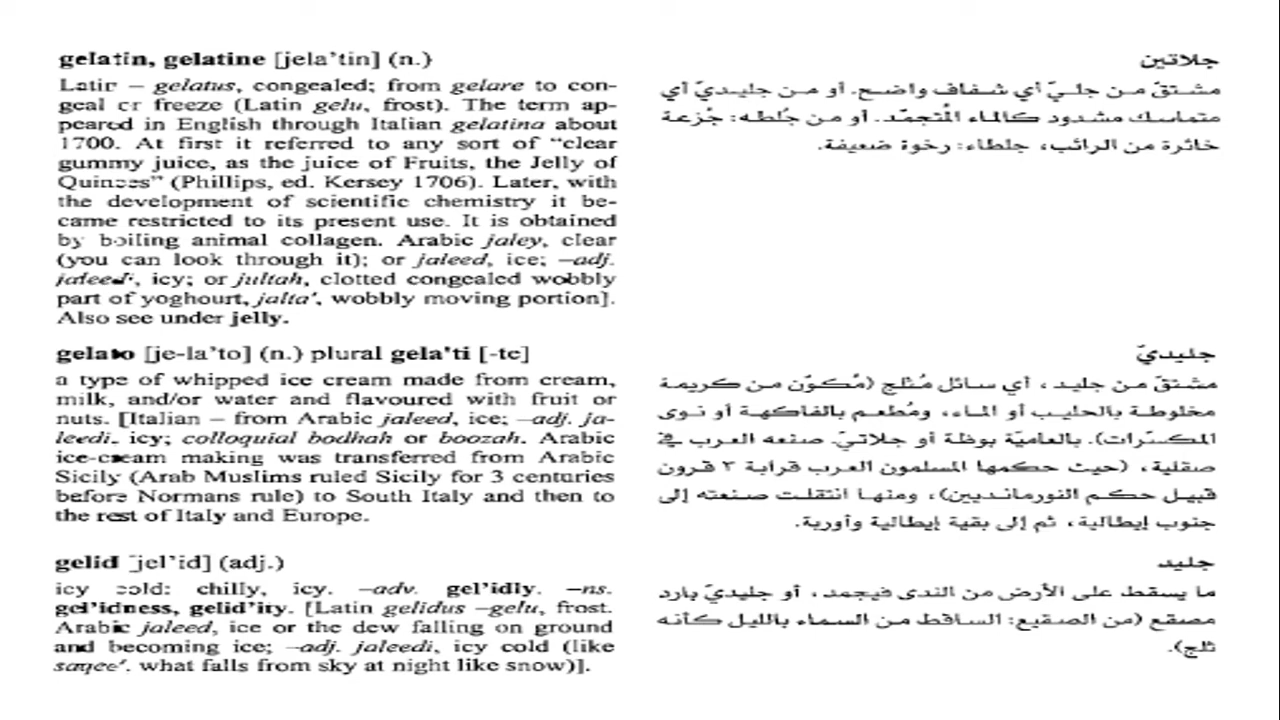 gelatin, gelatine [jela'tin] (n.)
Latin – gelatus, congealed; from gelare to con-
geal or freeze (Latin gelu, frost). The term ap-
peared in English through Italian gelatina about
1700. At first it referred to any sort of "clear
gummy juice, as the juice of Fruits, the Jelly of
Quinces" (Phillips, ed. Kersey 1706). Later, with
the development of scientific chemistry it be-
came restricted to its present use. It is obtained
by boiling animal collagen. Arabic jaley, clear
(you can look through it); or jaleed, ice; –adj.
jaleedi, icy; or jultah, clotted congealed wobbly
part of yoghourt, jalta', wobbly moving portion].
Also see under jelly.
جلاتين
مشتقّ من جليّ أي شفاف واضح. أو من جليديّ أي
متماسك مشدود كالماء المُتجمّد. أو من جُلطه: جُزعة
خاثرة من الرائب، جلطاء: رخوة ضعيفة.
gelato [je-la'to] (n.) plural gela'ti [-te]
a type of whipped ice cream made from cream,
milk, and/or water and flavoured with fruit or
nuts. [Italian – from Arabic jaleed, ice; –adj. ja-
leedi, icy; colloquial bodhah or boozah. Arabic
ice-cream making was transferred from Arabic
Sicily (Arab Muslims ruled Sicily for 3 centuries
before Normans rule) to South Italy and then to
the rest of Italy and Europe.
جليديّ
مشتقّ من جليد، أي سائل مُثلج (مُكوّن من كريمة
مخلوطة بالحليب أو الماء، ومُطعم بالفاكهة أو نوى
المكسّرات). بالعاميّة بوظة أو جلاتيّ. صنعه العرب في
صقلية، (حيث حكمها المسلمون العرب قرابة ٣ قرون
قبيل حكم النورمانديين)، ومنها انتقلت صنعته إلى
جنوب إيطالية، ثم إلى بقية إيطالية وأوربة.
gelid [jel'id] (adj.)
icy cold: chilly, icy. –adv. gel'idly. –ns.
gel'idness, gelid'ity. [Latin gelidus –gelu, frost.
Arabic jaleed, ice or the dew falling on ground
and becoming ice; –adj. jaleedi, icy cold (like
saqee'. what falls from sky at night like snow)].
جليد
ما يسقط على الأرض من الندى فيجمد، أو جليديّ بارد
مصقع (من الصقيع: الساقط من السماء بالليل كأنه
ثلج).